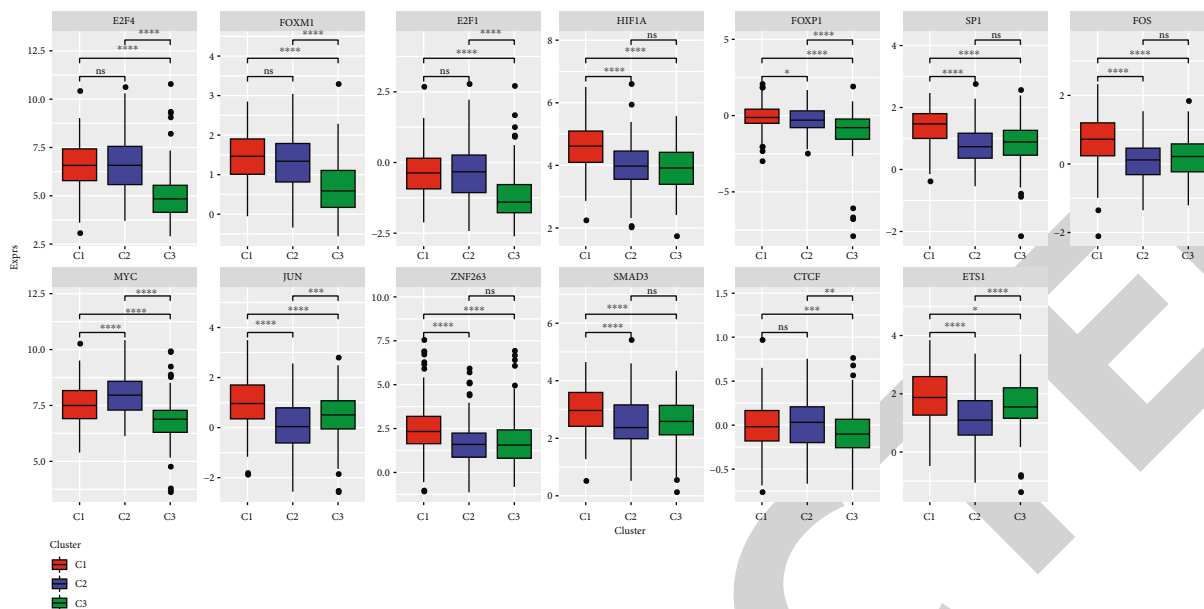 E2F4 FOXM1 E2F1 HIF1A FOXP1 SP1 FOS
**** **** **** ns **** ns ns
**** **** **** **** **** **** ****
ns ns ns **** * **** ****
12.5 10.0 7.5 5.0 2.5
4 3 2 1 0
2.5 0.0 −2.5
8 6 4 2
5 0 −5
4 2 0 −2
2 0 −2
C1 C2 C3 C1 C2 C3 C1 C2 C3 C1 C2 C3 C1 C2 C3 C1 C2 C3 C1 C2 C3
Exprs
MYC JUN ZNF263 SMAD3 CTCF ETS1
**** *** ns ns ** ****
**** **** **** **** *** *
**** **** **** **** ns ****
12.5 10.0 7.5 5.0
4 2 0 −2
10.0 7.5 5.0 2.5 0.0
6 4 2 0
1.5 1.0 0.5 0.0 −0.5
4 2 0
C1 C2 C3 C1 C2 C3 C1 C2 C3 C1 C2 C3 C1 C2 C3 C1 C2 C3
Cluster
Cluster
C1
C2
C3